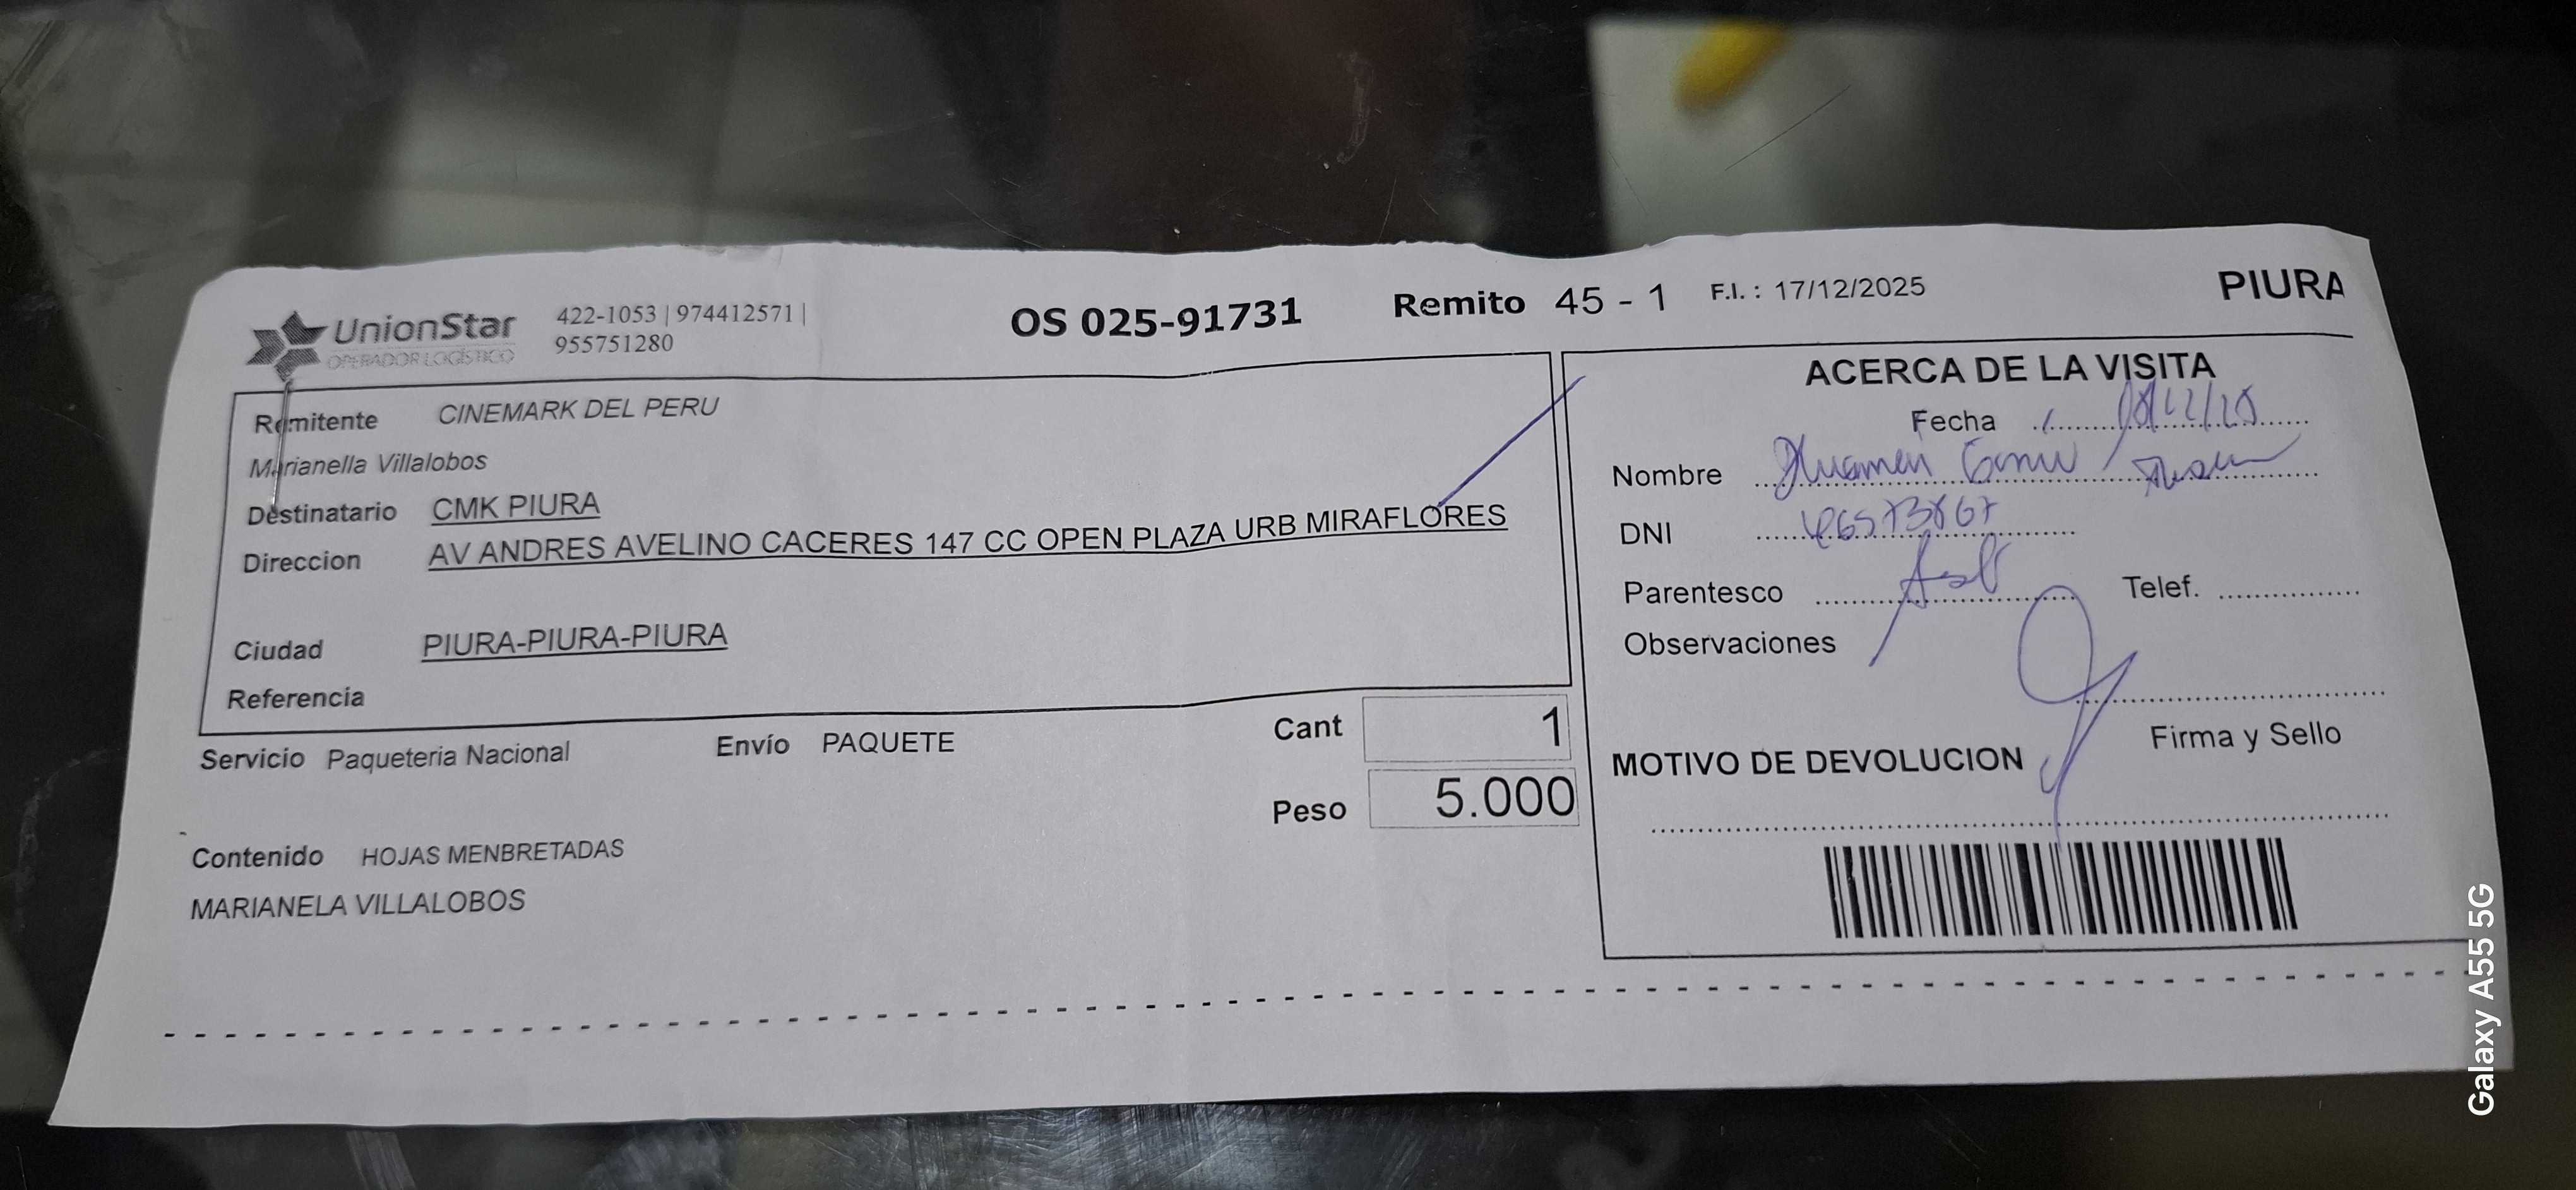 UnionStar
OPERADOR LOGÍSTICO
422-1053 | 974412571 |
955751280
OS 025-91731
Remito 45 - 1
F.I. : 17/12/2025
PIURA
Remitente CINEMARK DEL PERU
Marianella Villalobos
Destinatario CMK PIURA
Direccion AV ANDRES AVELINO CACERES 147 CC OPEN PLAZA URB MIRAFLORES
Ciudad PIURA-PIURA-PIURA
Referencia
Servicio Paqueteria Nacional
Envío PAQUETE
Cant 1
Peso 5.000
Contenido HOJAS MENBRETADAS
MARIANELA VILLALOBOS
ACERCA DE LA VISITA
Fecha
Nombre
DNI
Parentesco
Telef.
Observaciones
Firma y Sello
MOTIVO DE DEVOLUCION
Galaxy A55 5G